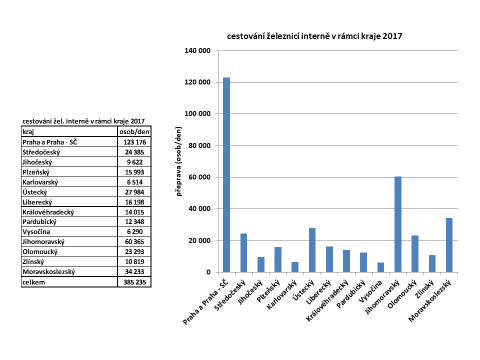 cestování žel. interně v rámci kraje 2017
kraj osob/den
Praha a Praha - SČ 123 176
Středočeský 24 385
Jihočeský 9 622
Plzeňský 15 993
Karlovarský 6 514
Ústecký 27 984
Liberecký 16 198
Královéhradecký 14 015
Pardubický 12 348
Vysočina 6 290
Jihomoravský 60 365
Olomoucký 23 293
Zlínský 10 819
Moravskoslezský 34 233
celkem 385 235
cestování železnicí interně v rámci kraje 2017
přeprava (osob/den)
140 000
120 000
100 000
80 000
60 000
40 000
20 000
0
Praha a Praha - SČ
Středočeský
Jihočeský
Plzeňský
Karlovarský
Ústecký
Liberecký
Královéhradecký
Pardubický
Vysočina
Jihomoravský
Olomoucký
Zlínský
Moravskoslezský